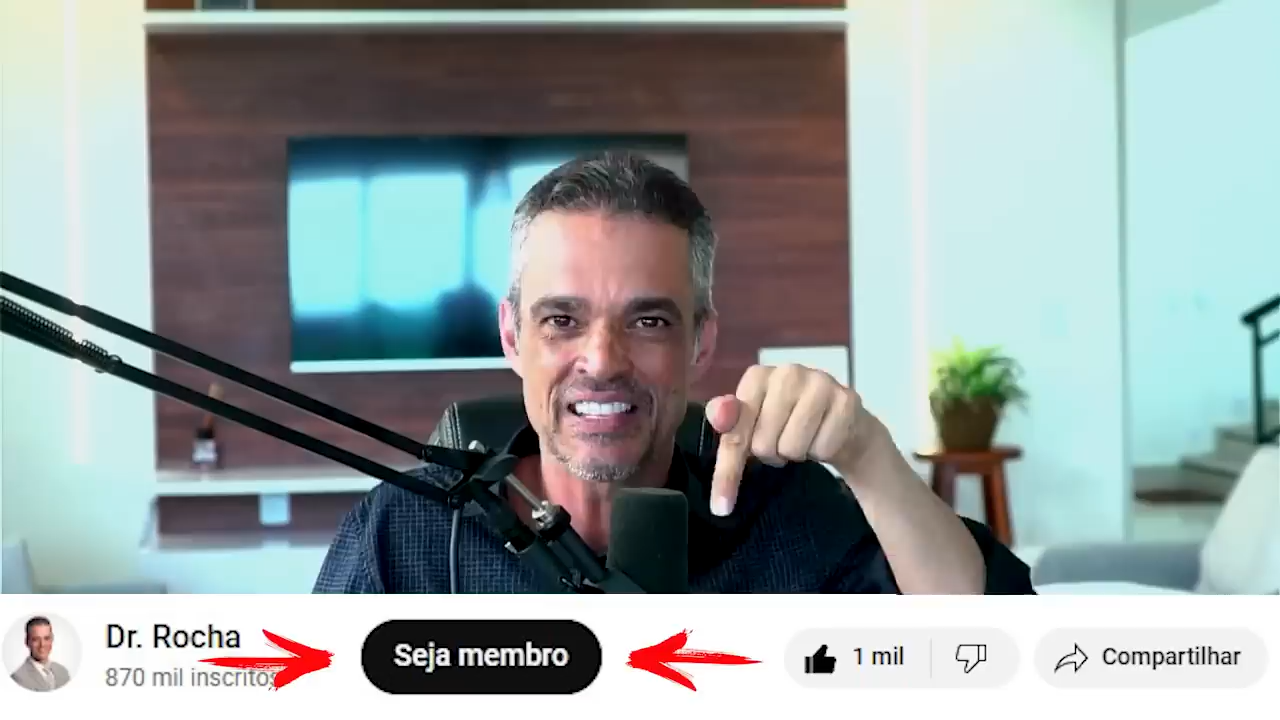 Dr. Rocha
870 mil inscritos
Seja membro
1 mil
Compartilhar